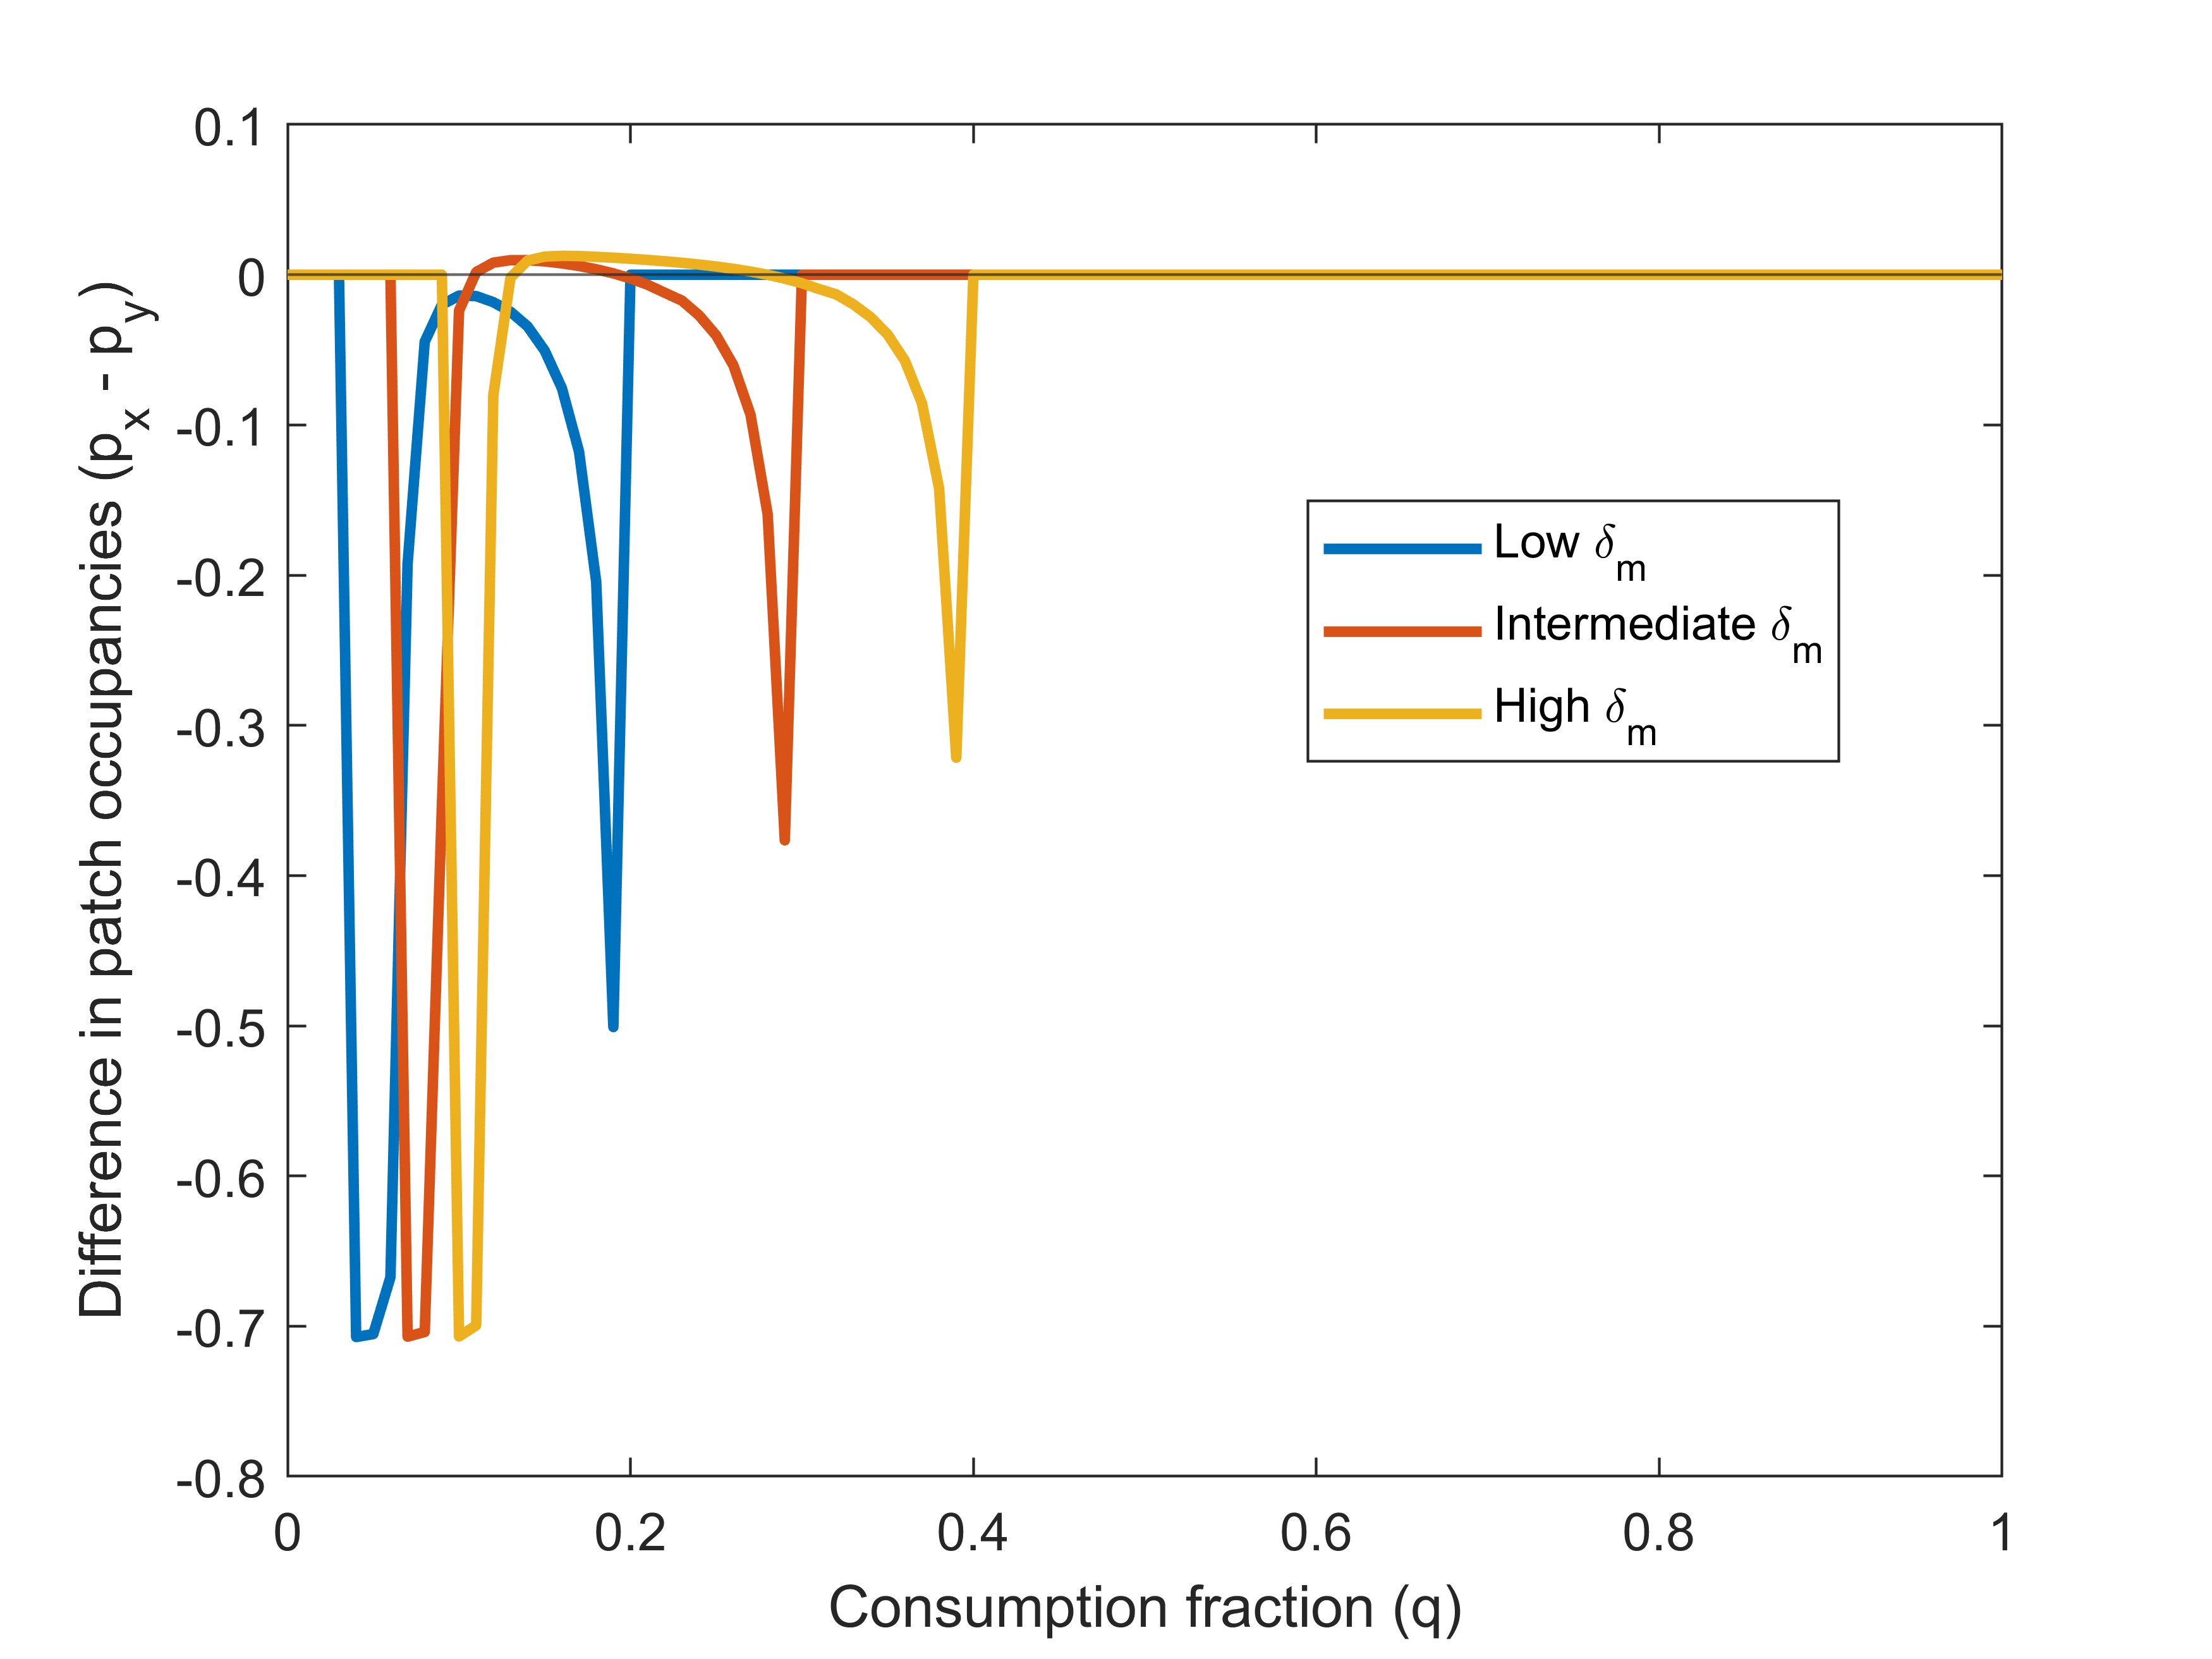 0.1
0
-0.1
-0.2
-0.3
-0.4
-0.5
-0.6
-0.7
-0.8
Difference in patch occupancies (px - py)
Low δm
Intermediate δm
High δm
0 0.2 0.4 0.6 0.8 1
Consumption fraction (q)